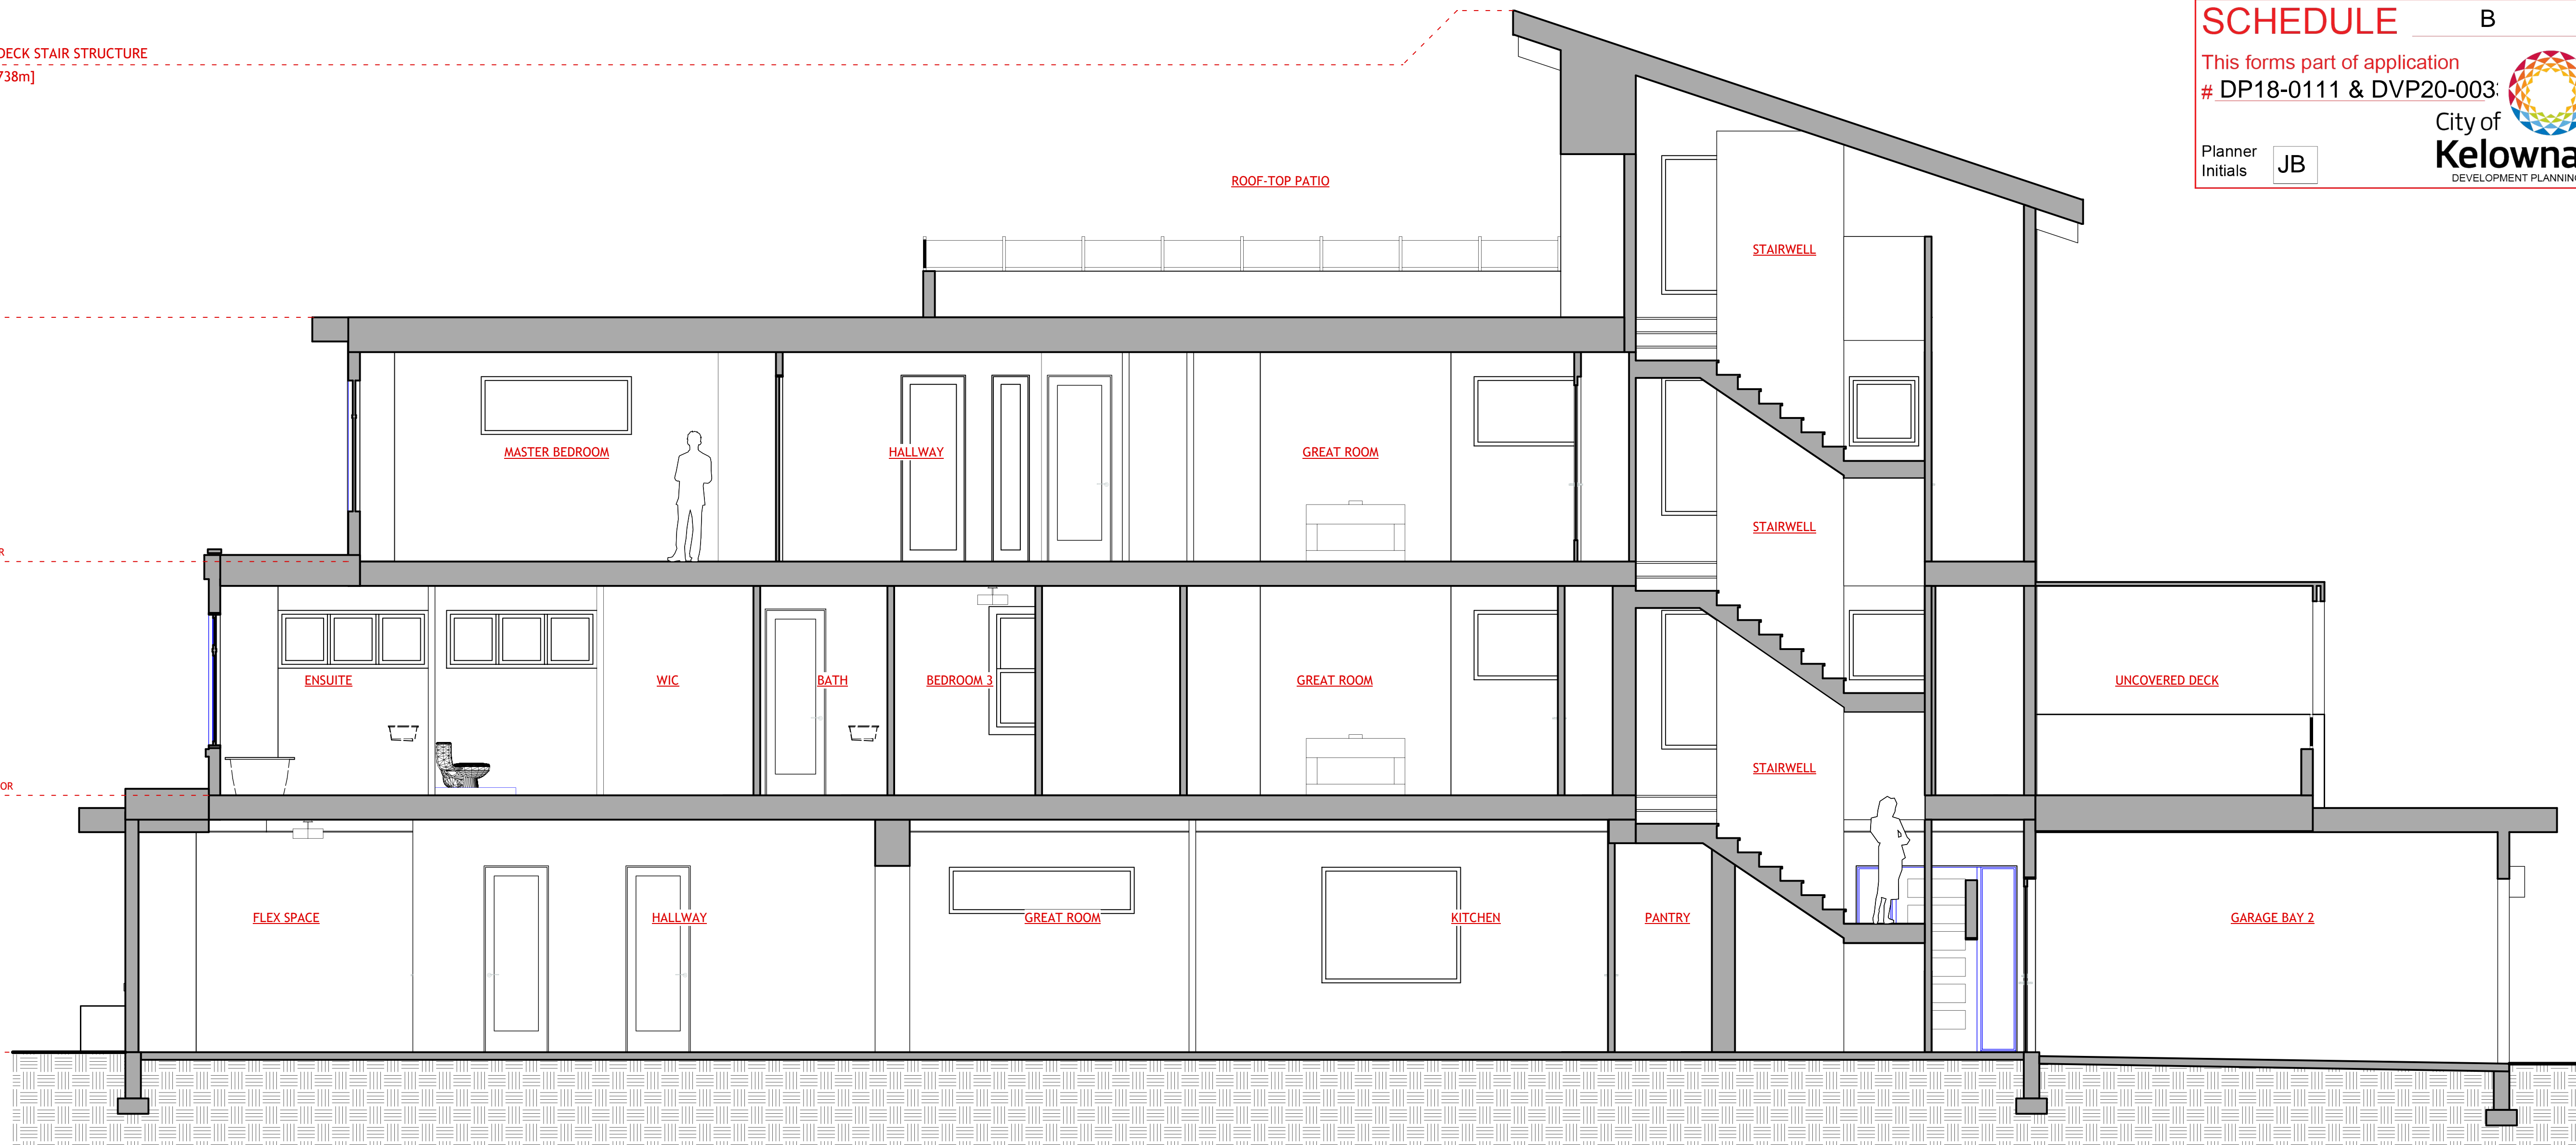 SCHEDULE B
This forms part of application
# DP18-0111 & DVP20-003
City of
Kelowna
DEVELOPMENT PLANNING
Planner
Initials JB
DECK STAIR STRUCTURE
738m]
ROOF-TOP PATIO
STAIRWELL
MASTER BEDROOM
HALLWAY
GREAT ROOM
STAIRWELL
R
ENSUITE
WIC
BATH
BEDROOM 3
GREAT ROOM
UNCOVERED DECK
STAIRWELL
OR
FLEX SPACE
HALLWAY
GREAT ROOM
KITCHEN
PANTRY
GARAGE BAY 2